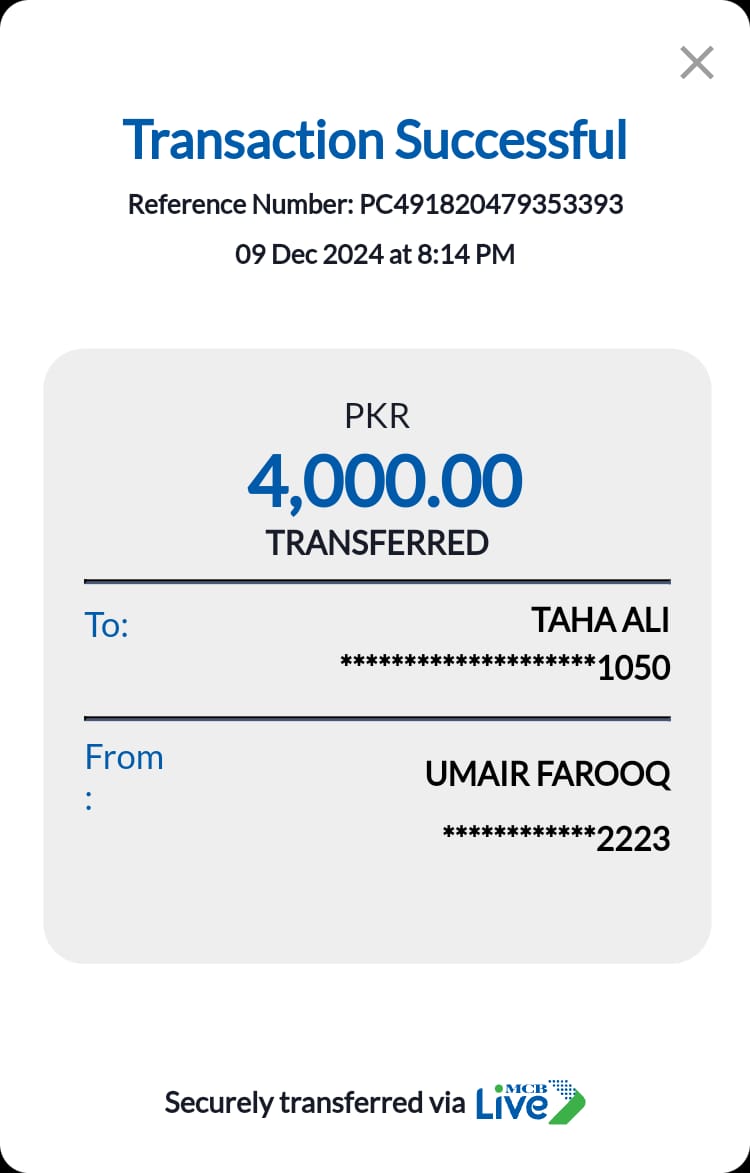 Transaction Successful
Reference Number: PC491820479353393
09 Dec 2024 at 8:14 PM
PKR
4,000.00
TRANSFERRED
To:
TAHA ALI
********************1050
From
:
UMAIR FAROOQ
************2223
Securely transferred via MCB Live